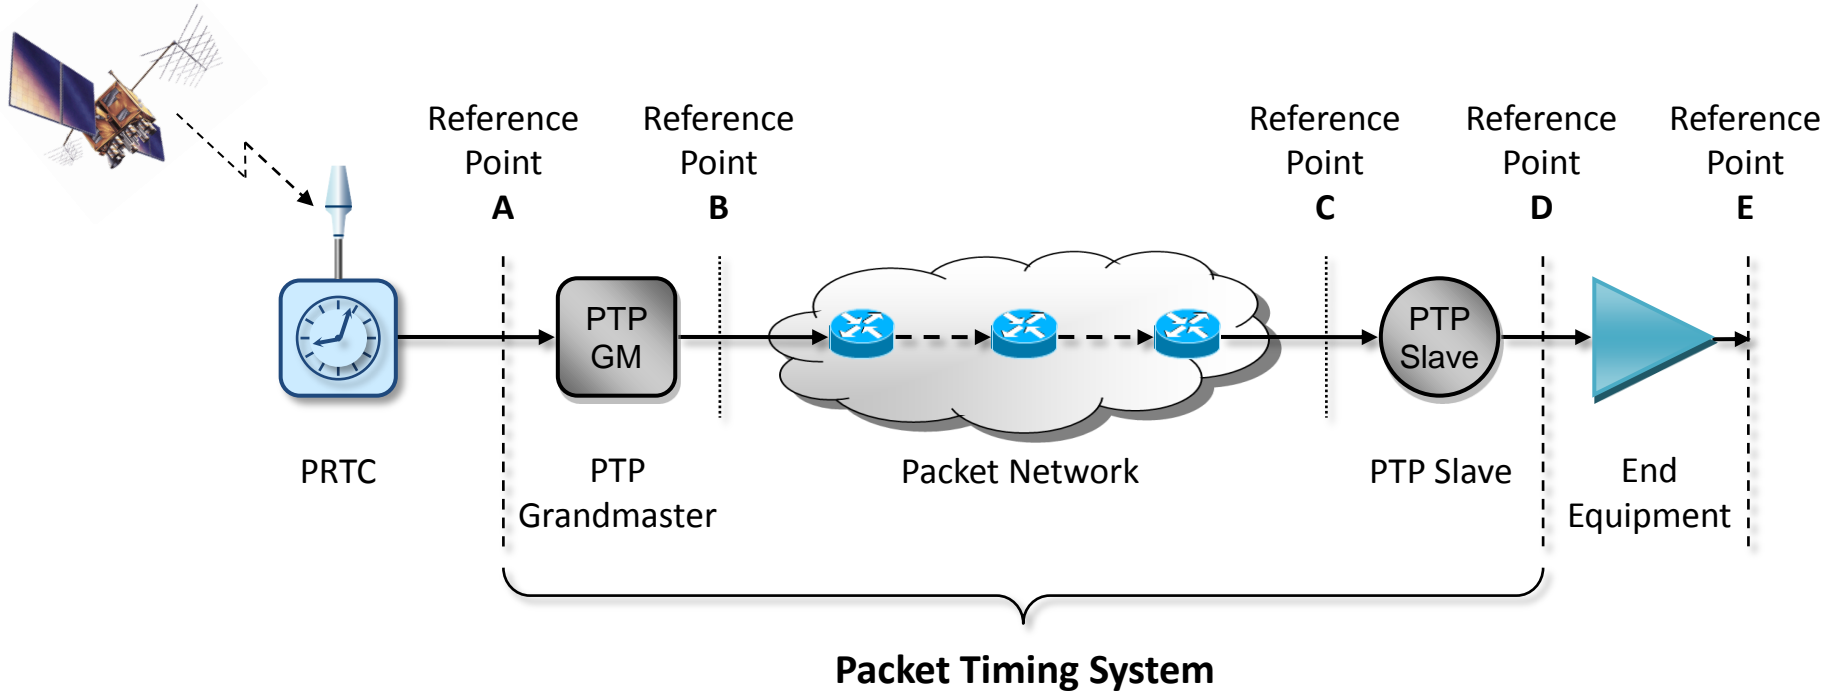 Reference
Point
A
Reference
Point
B
Reference
Point
C
Reference
Point
D
Reference
Point
E
PTP
GM
PTP
Slave
PRTC
PTP
Grandmaster
Packet Network
PTP Slave
End
Equipment
Packet Timing System